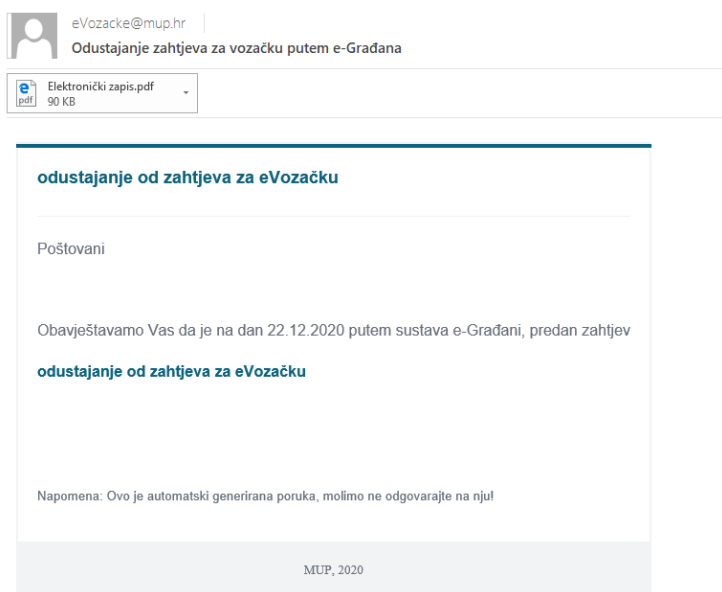 eVozacke@mup.hr
Odustajanje zahtjeva za vozačku putem e-Građana
Elektronički zapis.pdf
pdf
90 KB
odustajanje od zahtjeva za eVozačku
Poštovani
Obavještavamo Vas da je na dan 22.12.2020 putem sustava e-Građani, predan zahtjev
odustajanje od zahtjeva za eVozačku
Napomena: Ovo je automatski generirana poruka, molimo ne odgovarajte na nju!
MUP, 2020